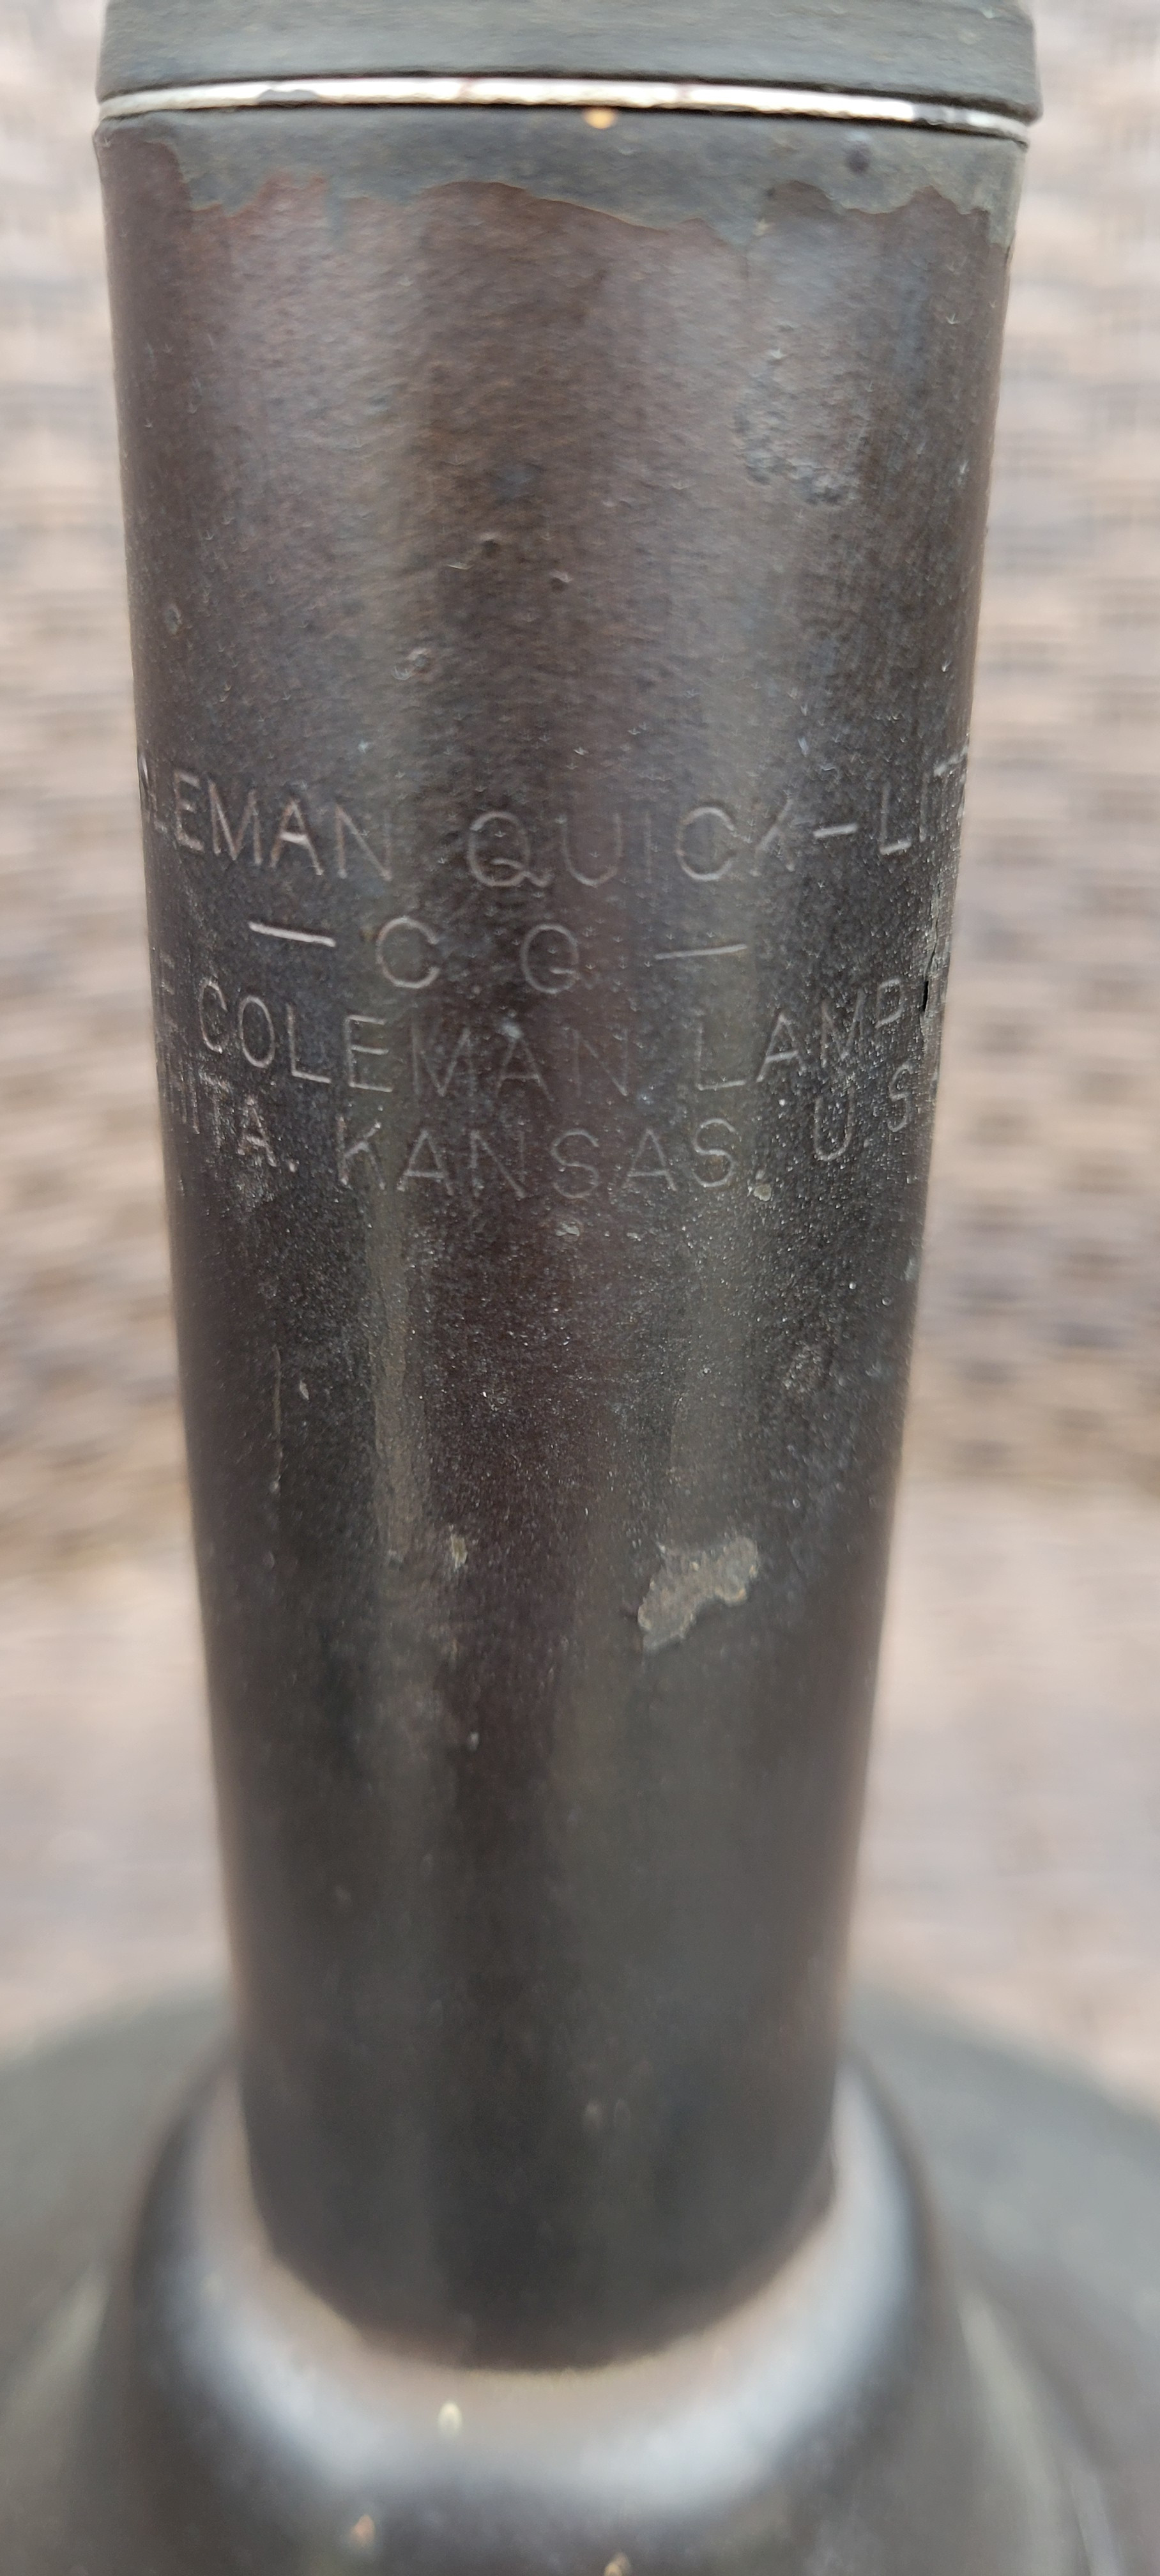 LEMAN QUICK-LIT
— C. Q. —
E COLEMAN LAMP
HITA. KANSAS. U.S.